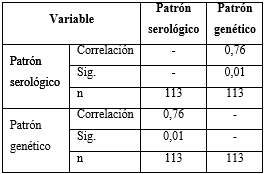 Variable
Patrón serológico
Patrón genético
Patrón serológico
Correlación - 0,76
Sig. - 0,01
n 113 113
Patrón genético
Correlación 0,76 -
Sig. 0,01 -
n 113 113